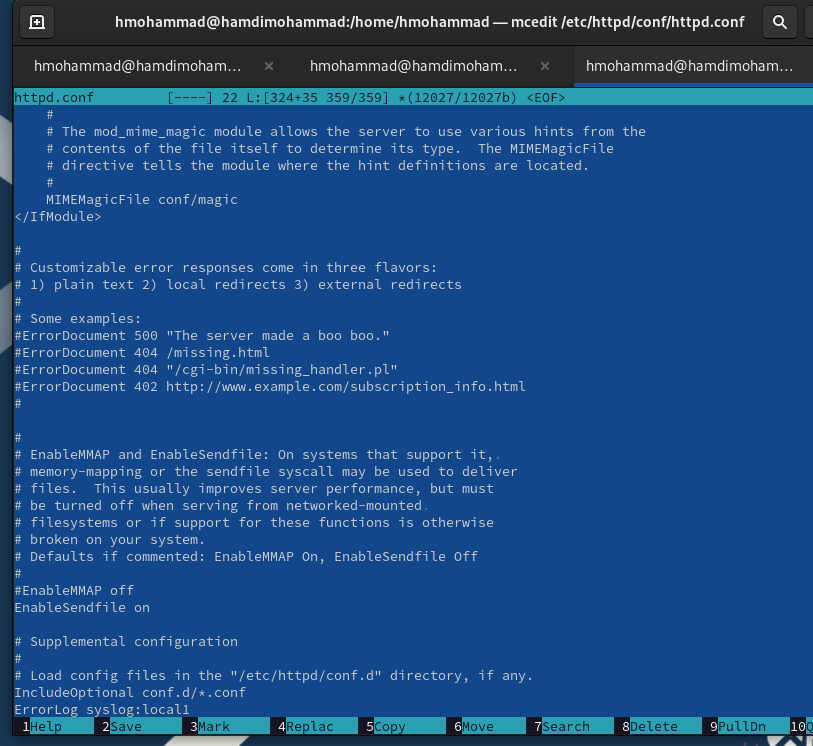 hmohammad@hamdimohammad:/home/hmohammad — mcedit /etc/httpd/conf/httpd.conf
hmohammad@hamdimoham... × hmohammad@hamdimoham... × hmohammad@hamdimoham...
httpd.conf [----] 22 L:[324+35 359/359] *(12027/12027b) <EOF>
#
# The mod_mime_magic module allows the server to use various hints from the
# contents of the file itself to determine its type.  The MIMEMagicFile
# directive tells the module where the hint definitions are located.
#
MIMEMagicFile conf/magic
</IfModule>
#
# Customizable error responses come in three flavors:
# 1) plain text 2) local redirects 3) external redirects
#
# Some examples:
#ErrorDocument 500 "The server made a boo boo."
#ErrorDocument 404 /missing.html
#ErrorDocument 404 "/cgi-bin/missing_handler.pl"
#ErrorDocument 402 http://www.example.com/subscription_info.html
#
#
# EnableMMAP and EnableSendfile: On systems that support it,.
# memory-mapping or the sendfile syscall may be used to deliver
# files.  This usually improves server performance, but must
# be turned off when serving from networked-mounted.
# filesystems or if support for these functions is otherwise
# broken on your system.
# Defaults if commented: EnableMMAP On, EnableSendfile Off
#
#EnableMMAP off
EnableSendfile on
# Supplemental configuration
#
# Load config files in the "/etc/httpd/conf.d" directory, if any.
IncludeOptional conf.d/*.conf
ErrorLog syslog:local1
1Help 2Save 3Mark 4Replac 5Copy 6Move 7Search 8Delete 9PullDn 10Q